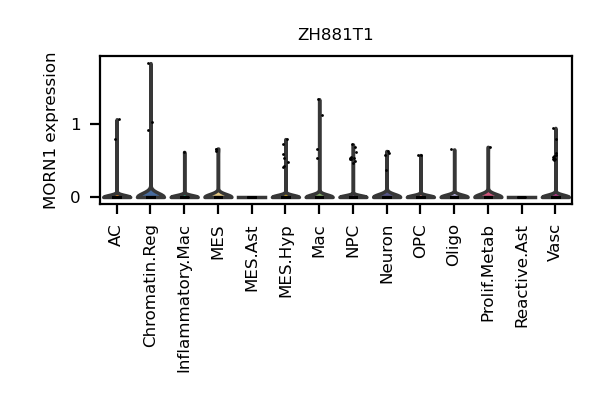 ZH881T1
MORN1 expression
1
0
AC
Chromatin.Reg
Inflammatory.Mac
MES
MES.Ast
MES.Hyp
Mac
NPC
Neuron
OPC
Oligo
Prolif.Metab
Reactive.Ast
Vasc